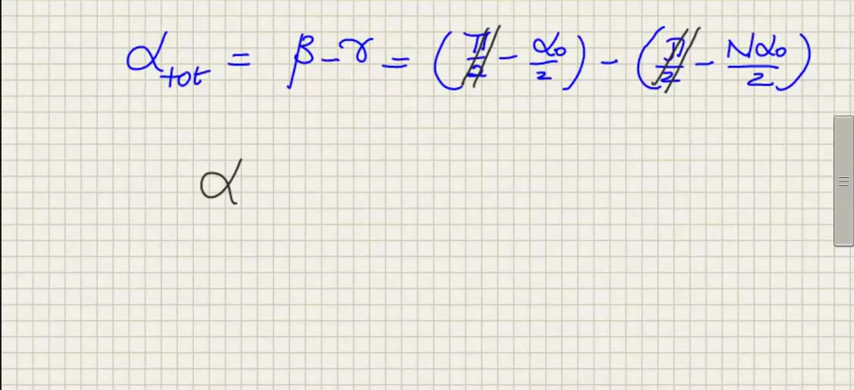 α_tot = β - γ = (π/2 - α₀/2) - (π/2 - Nα₀/2)
α